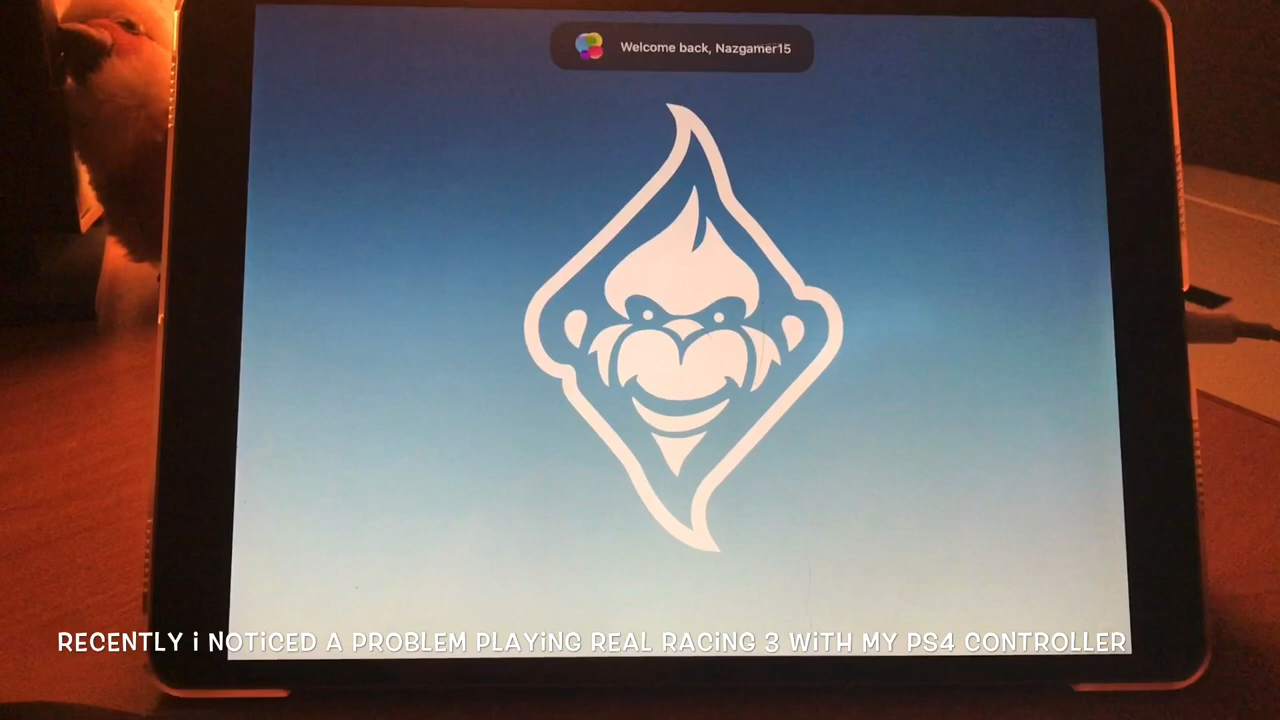 Welcome back, Nazgamer15
RECENTLY i NOTiCED A PROBLEM PLAYiNG REAL RACiNG 3 WiTH MY PS4 CONTROLLER